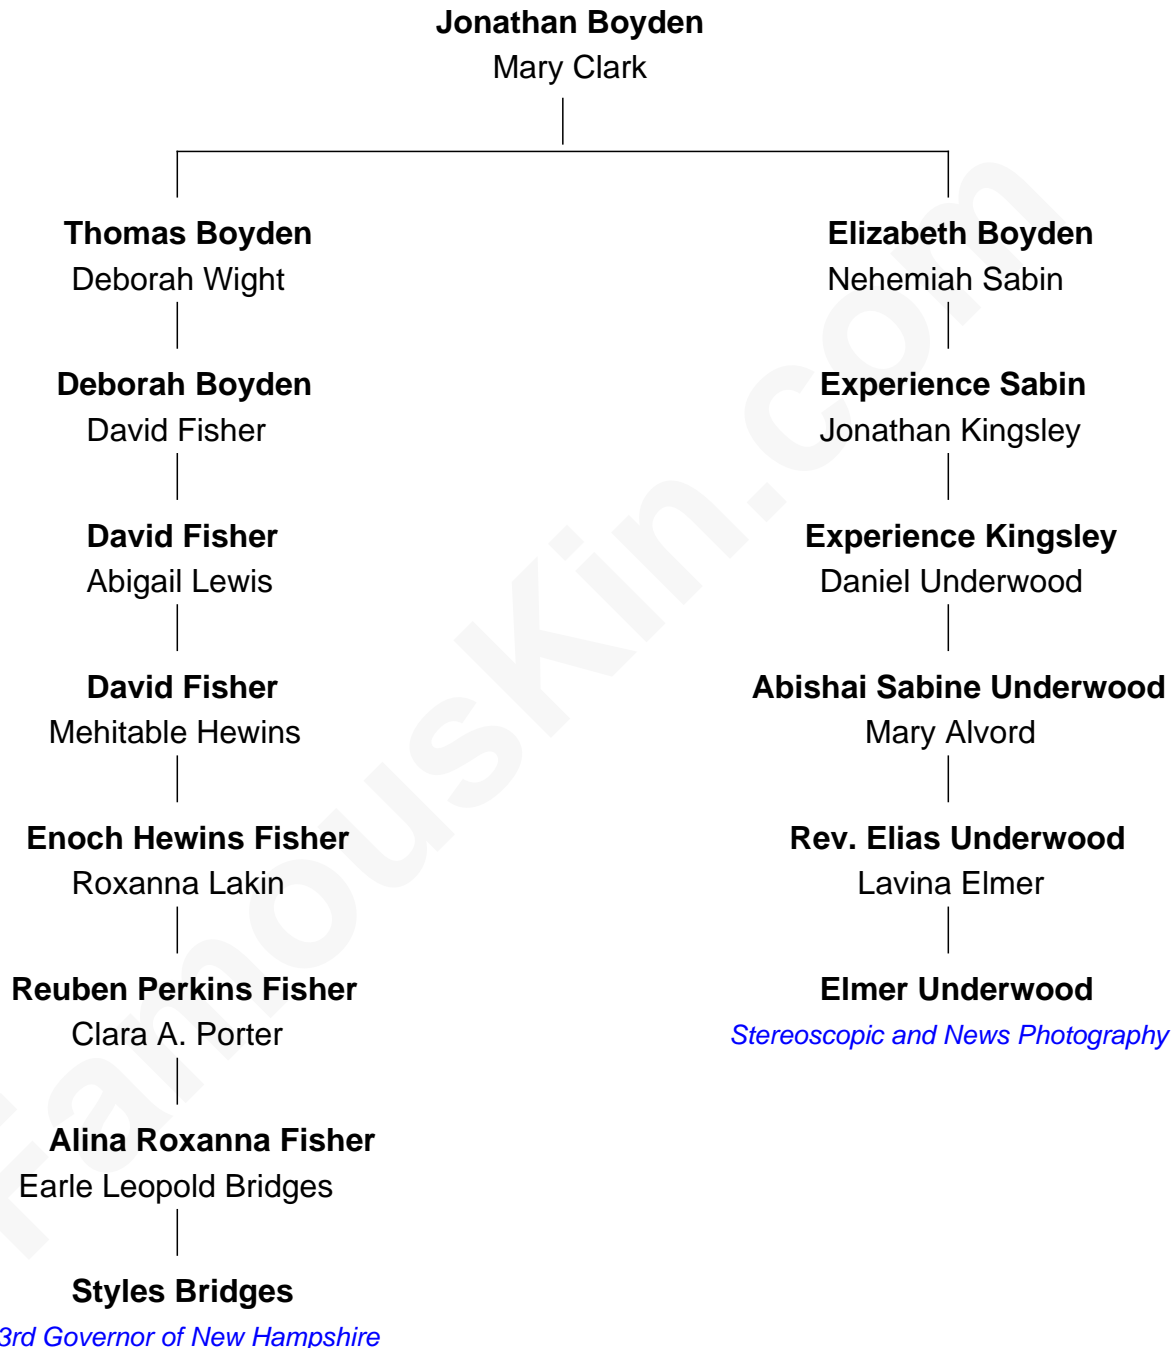 Jonathan Boyden
Mary Clark
Thomas Boyden
Deborah Wight
Elizabeth Boyden
Nehemiah Sabin
Deborah Boyden
David Fisher
Experience Sabin
Jonathan Kingsley
David Fisher
Abigail Lewis
Experience Kingsley
Daniel Underwood
David Fisher
Mehitable Hewins
Abishai Sabine Underwood
Mary Alvord
Enoch Hewins Fisher
Roxanna Lakin
Rev. Elias Underwood
Lavina Elmer
Reuben Perkins Fisher
Clara A. Porter
Elmer Underwood
Stereoscopic and News Photography
Alina Roxanna Fisher
Earle Leopold Bridges
Styles Bridges
3rd Governor of New Hampshire
FamousKin.com